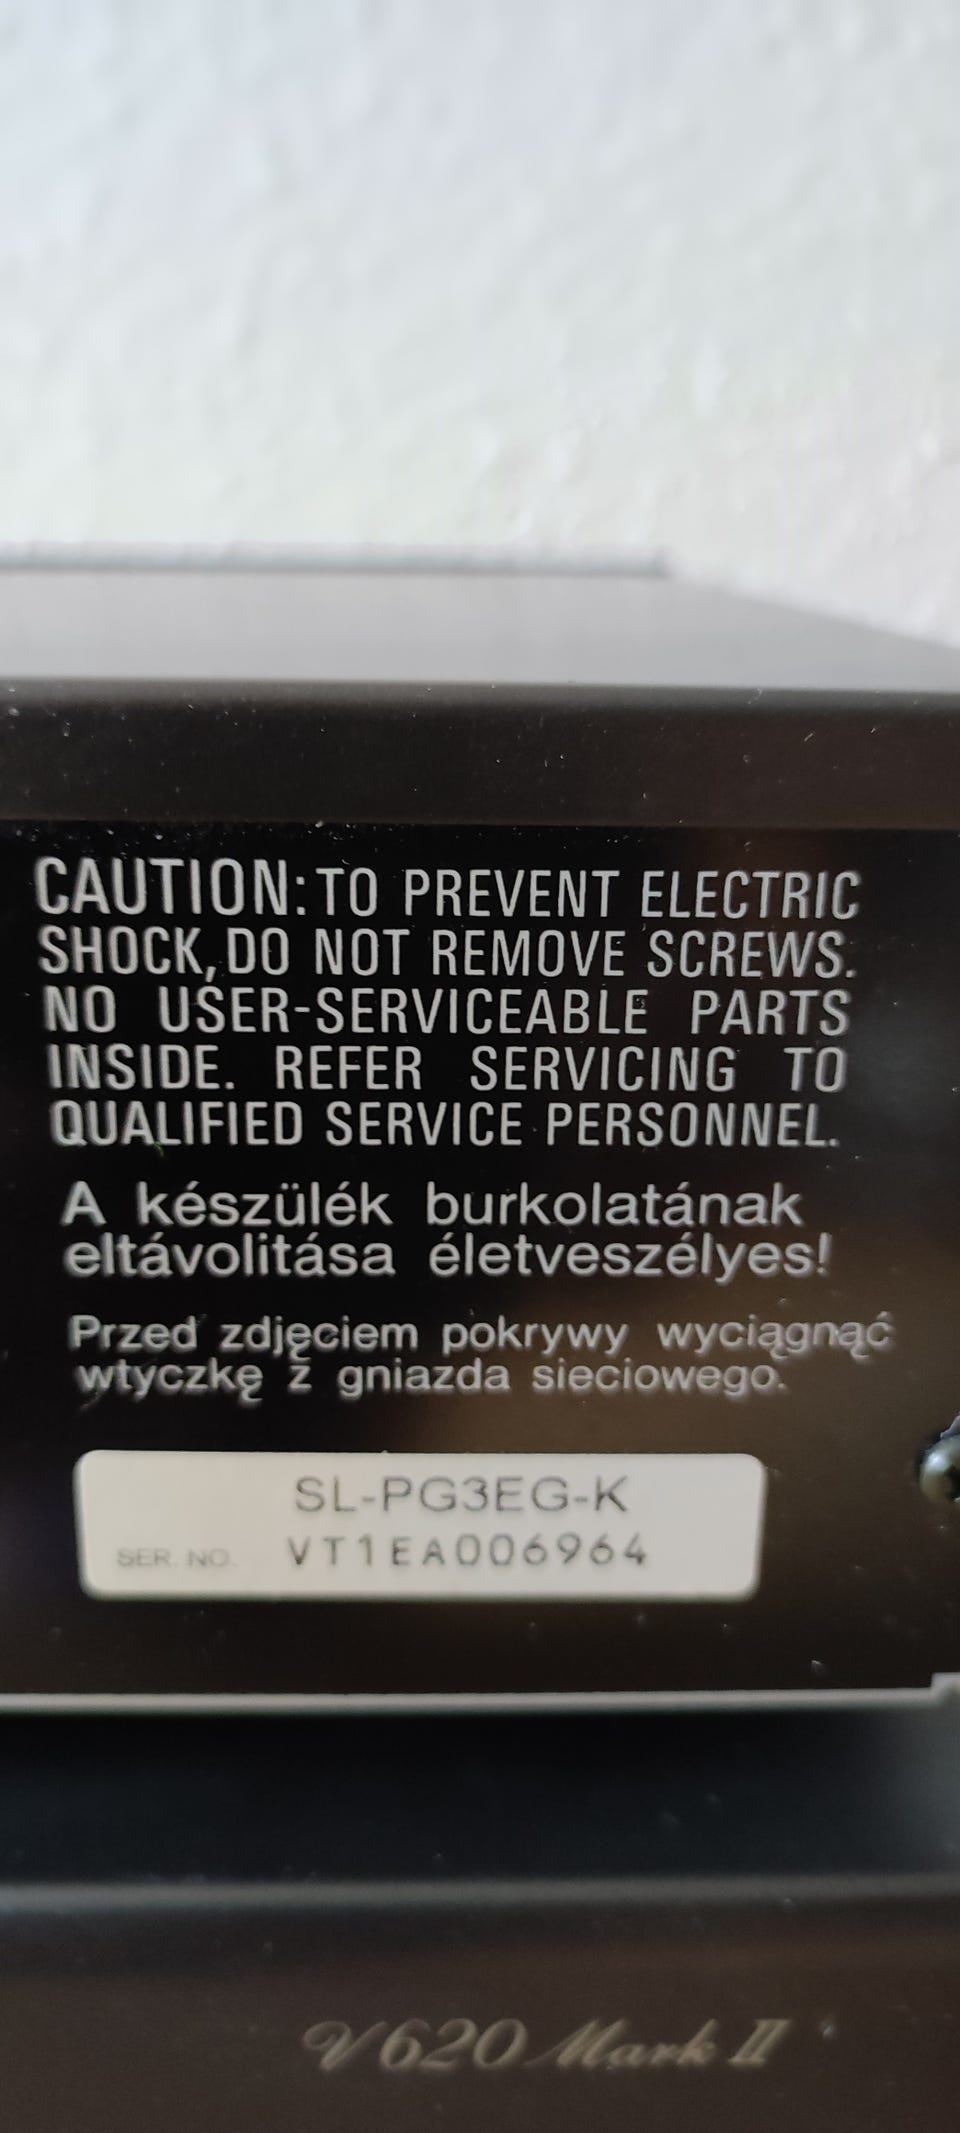 CAUTION: TO PREVENT ELECTRIC
SHOCK, DO NOT REMOVE SCREWS.
NO USER-SERVICEABLE PARTS
INSIDE. REFER SERVICING TO
QUALIFIED SERVICE PERSONNEL.
A készülék burkolatának
eltávolitása életveszélyes!
Przed zdjęciem pokrywy wyciągnąć
wtyczkę z gniazda sieciowego.
SL-PG3EG-K
SER. NO. VT1EA006964
V620 Mark II